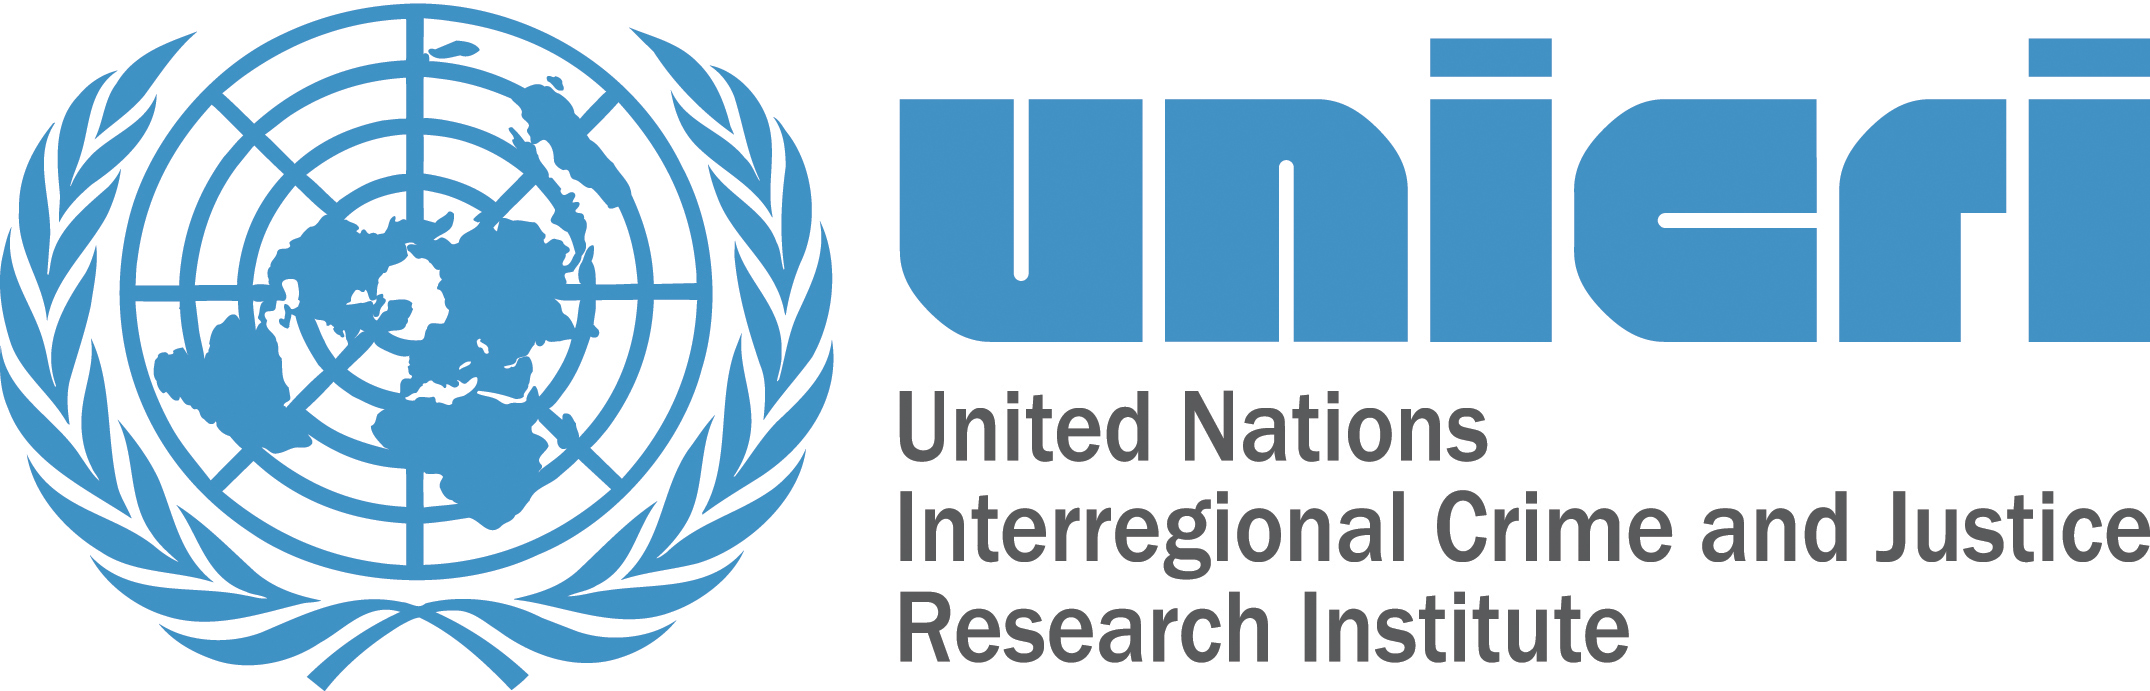 unicri
United Nations
Interregional Crime and Justice
Research Institute